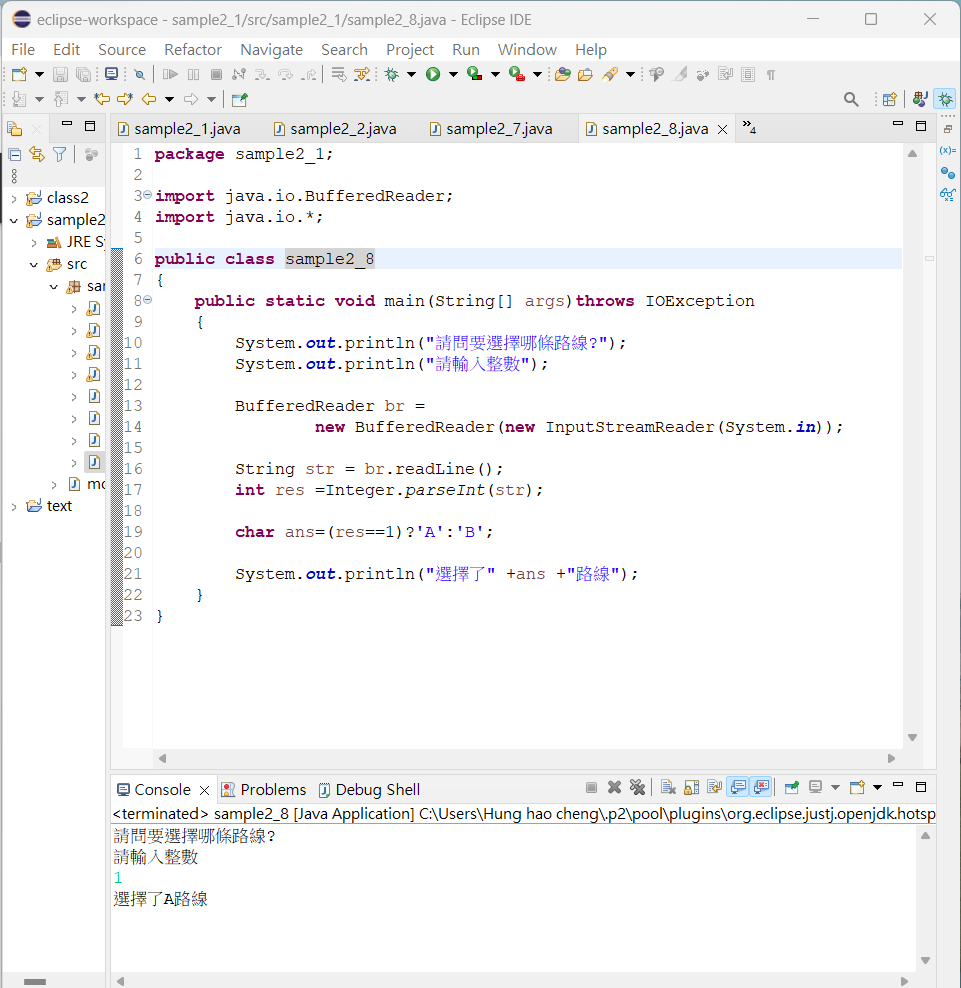 eclipse-workspace - sample2_1/src/sample2_1/sample2_8.java - Eclipse IDE
File Edit Source Refactor Navigate Search Project Run Window Help
sample2_1.java sample2_2.java sample2_7.java sample2_8.java »4
class2
sample2
JRE Sy
src
sar
mo
text
1 package sample2_1;
2
3 import java.io.BufferedReader;
4 import java.io.*;
5
6 public class sample2_8
7 {
8 public static void main(String[] args)throws IOException
9 {
10 System.out.println("請問要選擇哪條路線?");
11 System.out.println("請輸入整數");
12
13 BufferedReader br =
14 new BufferedReader(new InputStreamReader(System.in));
15
16 String str = br.readLine();
17 int res =Integer.parseInt(str);
18
19 char ans=(res==1)?'A':'B';
20
21 System.out.println("選擇了" +ans +"路線");
22 }
23 }
(x)=
Console Problems Debug Shell
<terminated> sample2_8 [Java Application] C:\Users\Hung hao cheng\.p2\pool\plugins\org.eclipse.justj.openjdk.hotsp
請問要選擇哪條路線?
請輸入整數
1
選擇了A路線